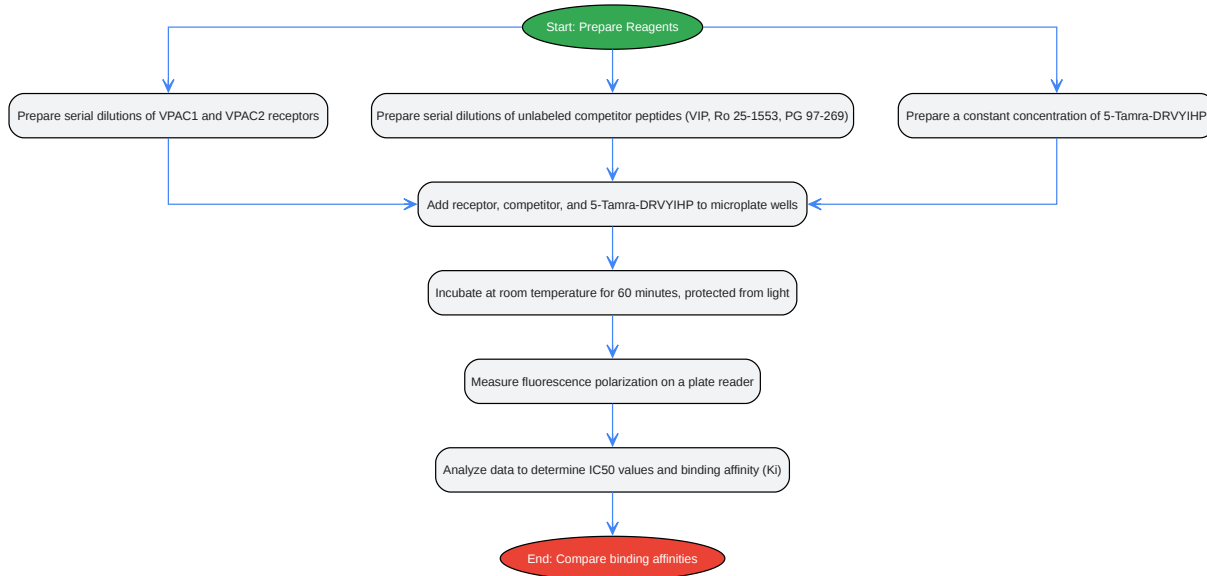 Start: Prepare Reagents
Prepare serial dilutions of VPAC1 and VPAC2 receptors
Prepare serial dilutions of unlabeled competitor peptides (VIP, Ro 25-1553, PG 97-269)
Prepare a constant concentration of 5-Tamra-DRVYIHP
Add receptor, competitor, and 5-Tamra-DRVYIHP to microplate wells
Incubate at room temperature for 60 minutes, protected from light
Measure fluorescence polarization on a plate reader
Analyze data to determine IC50 values and binding affinity (Ki)
End: Compare binding affinities